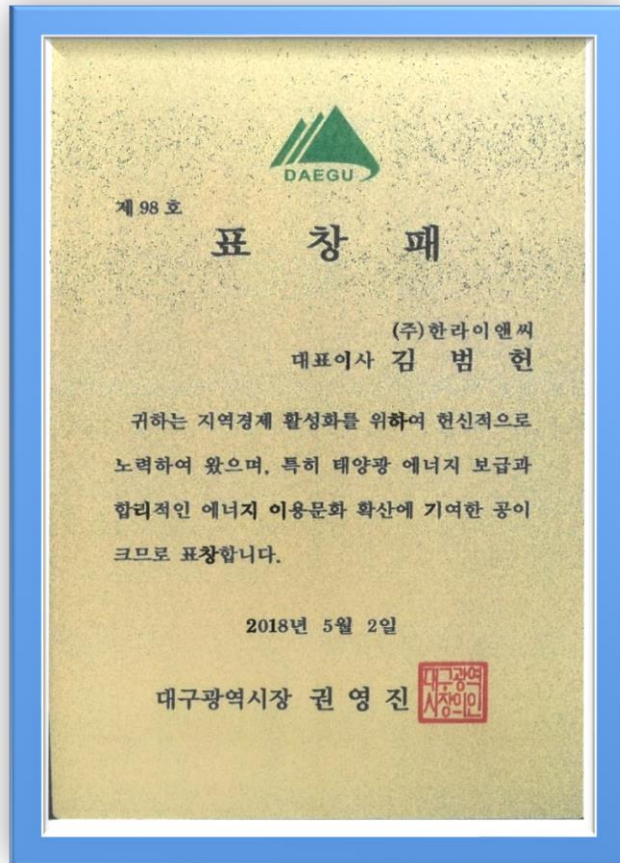 DAEGU
제 98 호
표 창 패
(주)한라이앤씨
대표이사 김 범 헌
귀하는 지역경제 활성화를 위하여 헌신적으로
노력하여 왔으며, 특히 태양광 에너지 보급과
합리적인 에너지 이용문화 확산에 기여한 공이
크므로 표창합니다.
2018년 5월 2일
대구광역시장 권 영 진
대구광역
시장의인